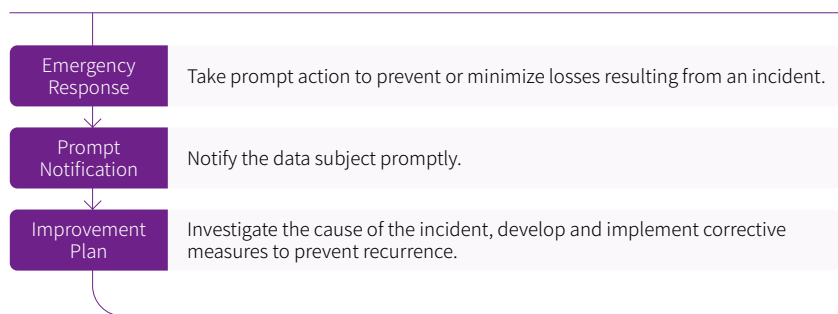 Emergency
Response
Take prompt action to prevent or minimize losses resulting from an incident.
Prompt
Notification
Notify the data subject promptly.
Improvement
Plan
Investigate the cause of the incident, develop and implement corrective
measures to prevent recurrence.